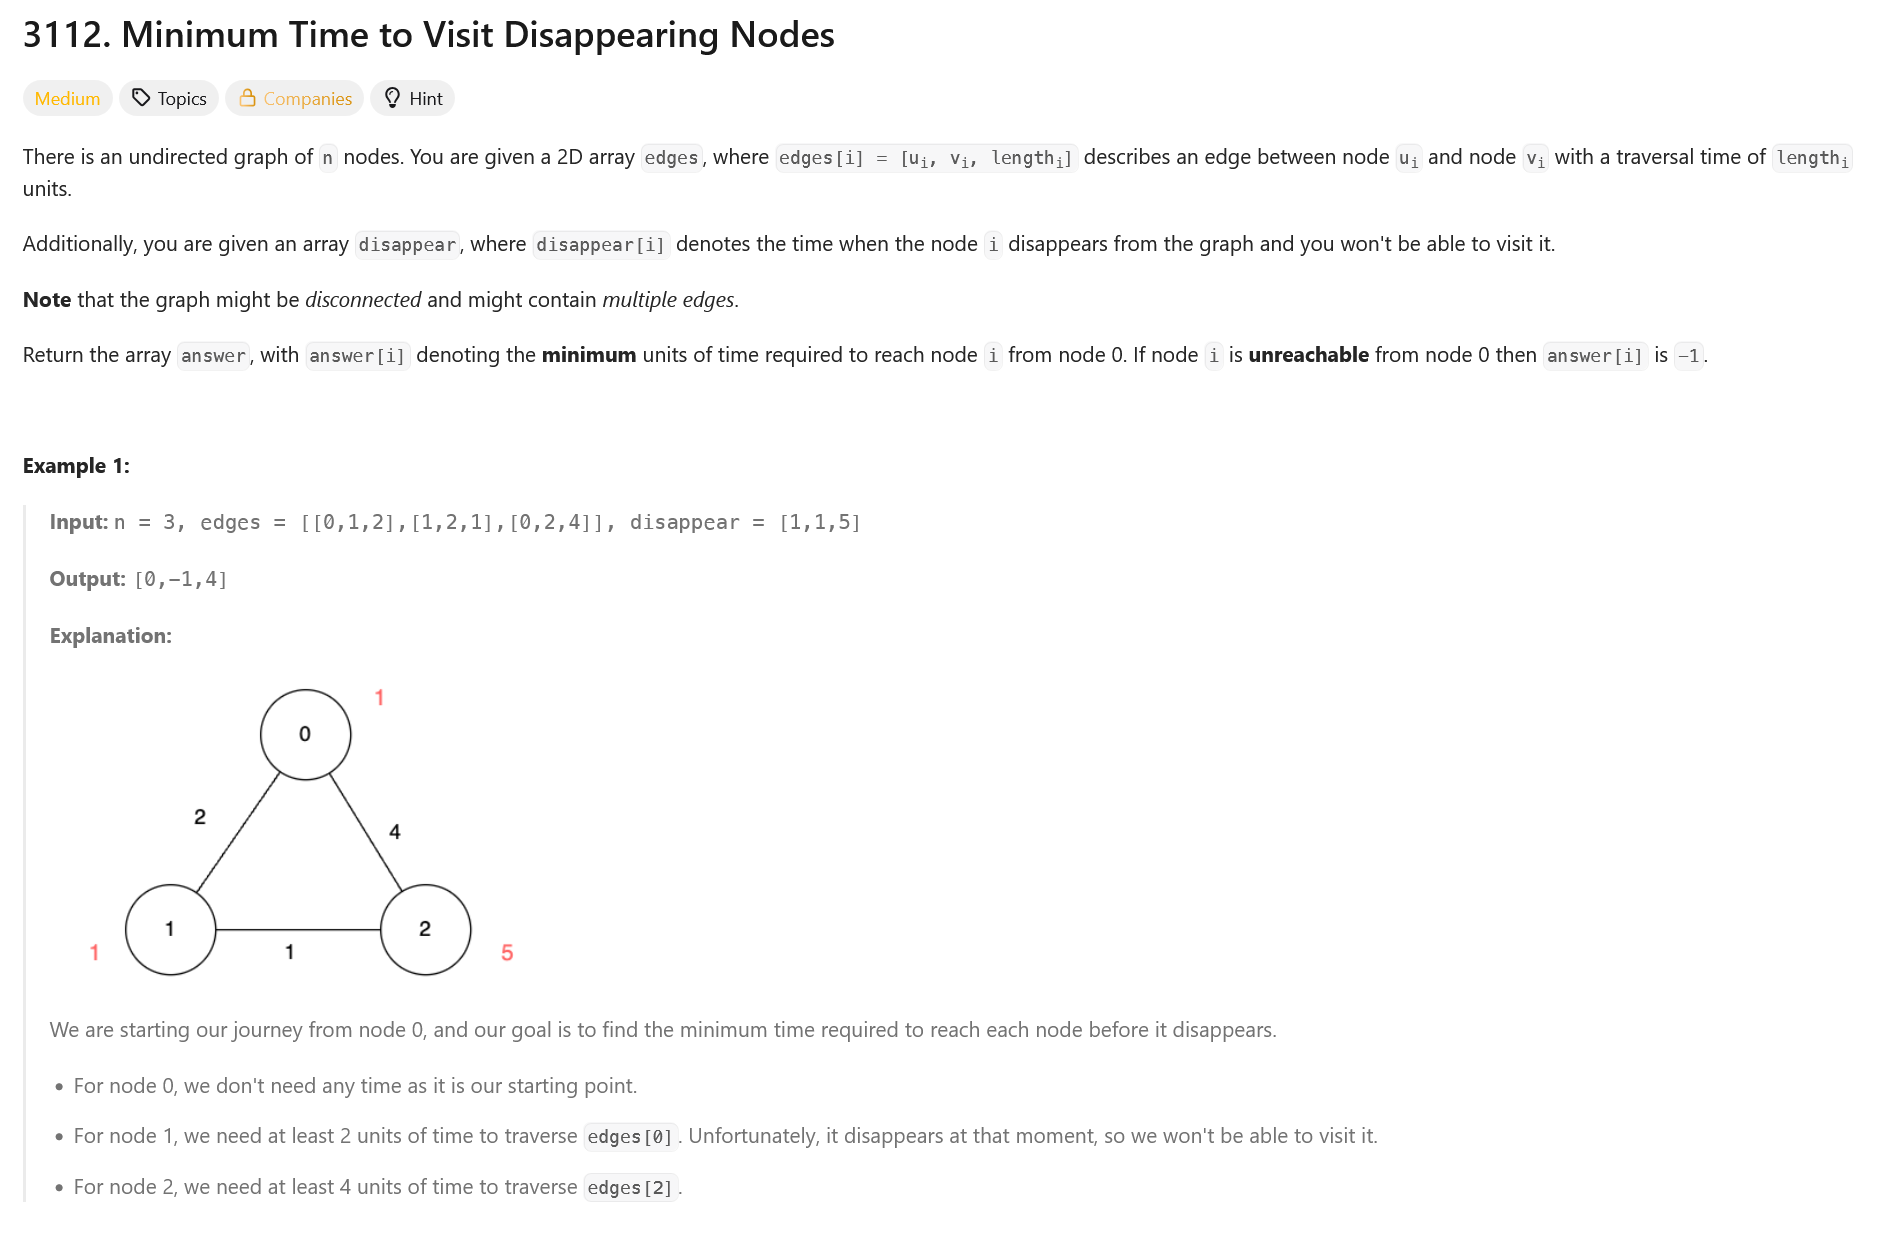 3112. Minimum Time to Visit Disappearing Nodes
Medium Topics Companies Hint
There is an undirected graph of n nodes. You are given a 2D array edges, where edges[i] = [uᵢ, vᵢ, lengthᵢ] describes an edge between node uᵢ and node vᵢ with a traversal time of lengthᵢ
units.
Additionally, you are given an array disappear, where disappear[i] denotes the time when the node i disappears from the graph and you won't be able to visit it.
Note that the graph might be disconnected and might contain multiple edges.
Return the array answer, with answer[i] denoting the minimum units of time required to reach node i from node 0. If node i is unreachable from node 0 then answer[i] is -1.
Example 1:
Input: n = 3, edges = [[0,1,2],[1,2,1],[0,2,4]], disappear = [1,1,5]
Output: [0,-1,4]
Explanation:
1
0
2
4
1
2
1
1
5
We are starting our journey from node 0, and our goal is to find the minimum time required to reach each node before it disappears.
• For node 0, we don't need any time as it is our starting point.
• For node 1, we need at least 2 units of time to traverse edges[0]. Unfortunately, it disappears at that moment, so we won't be able to visit it.
• For node 2, we need at least 4 units of time to traverse edges[2].